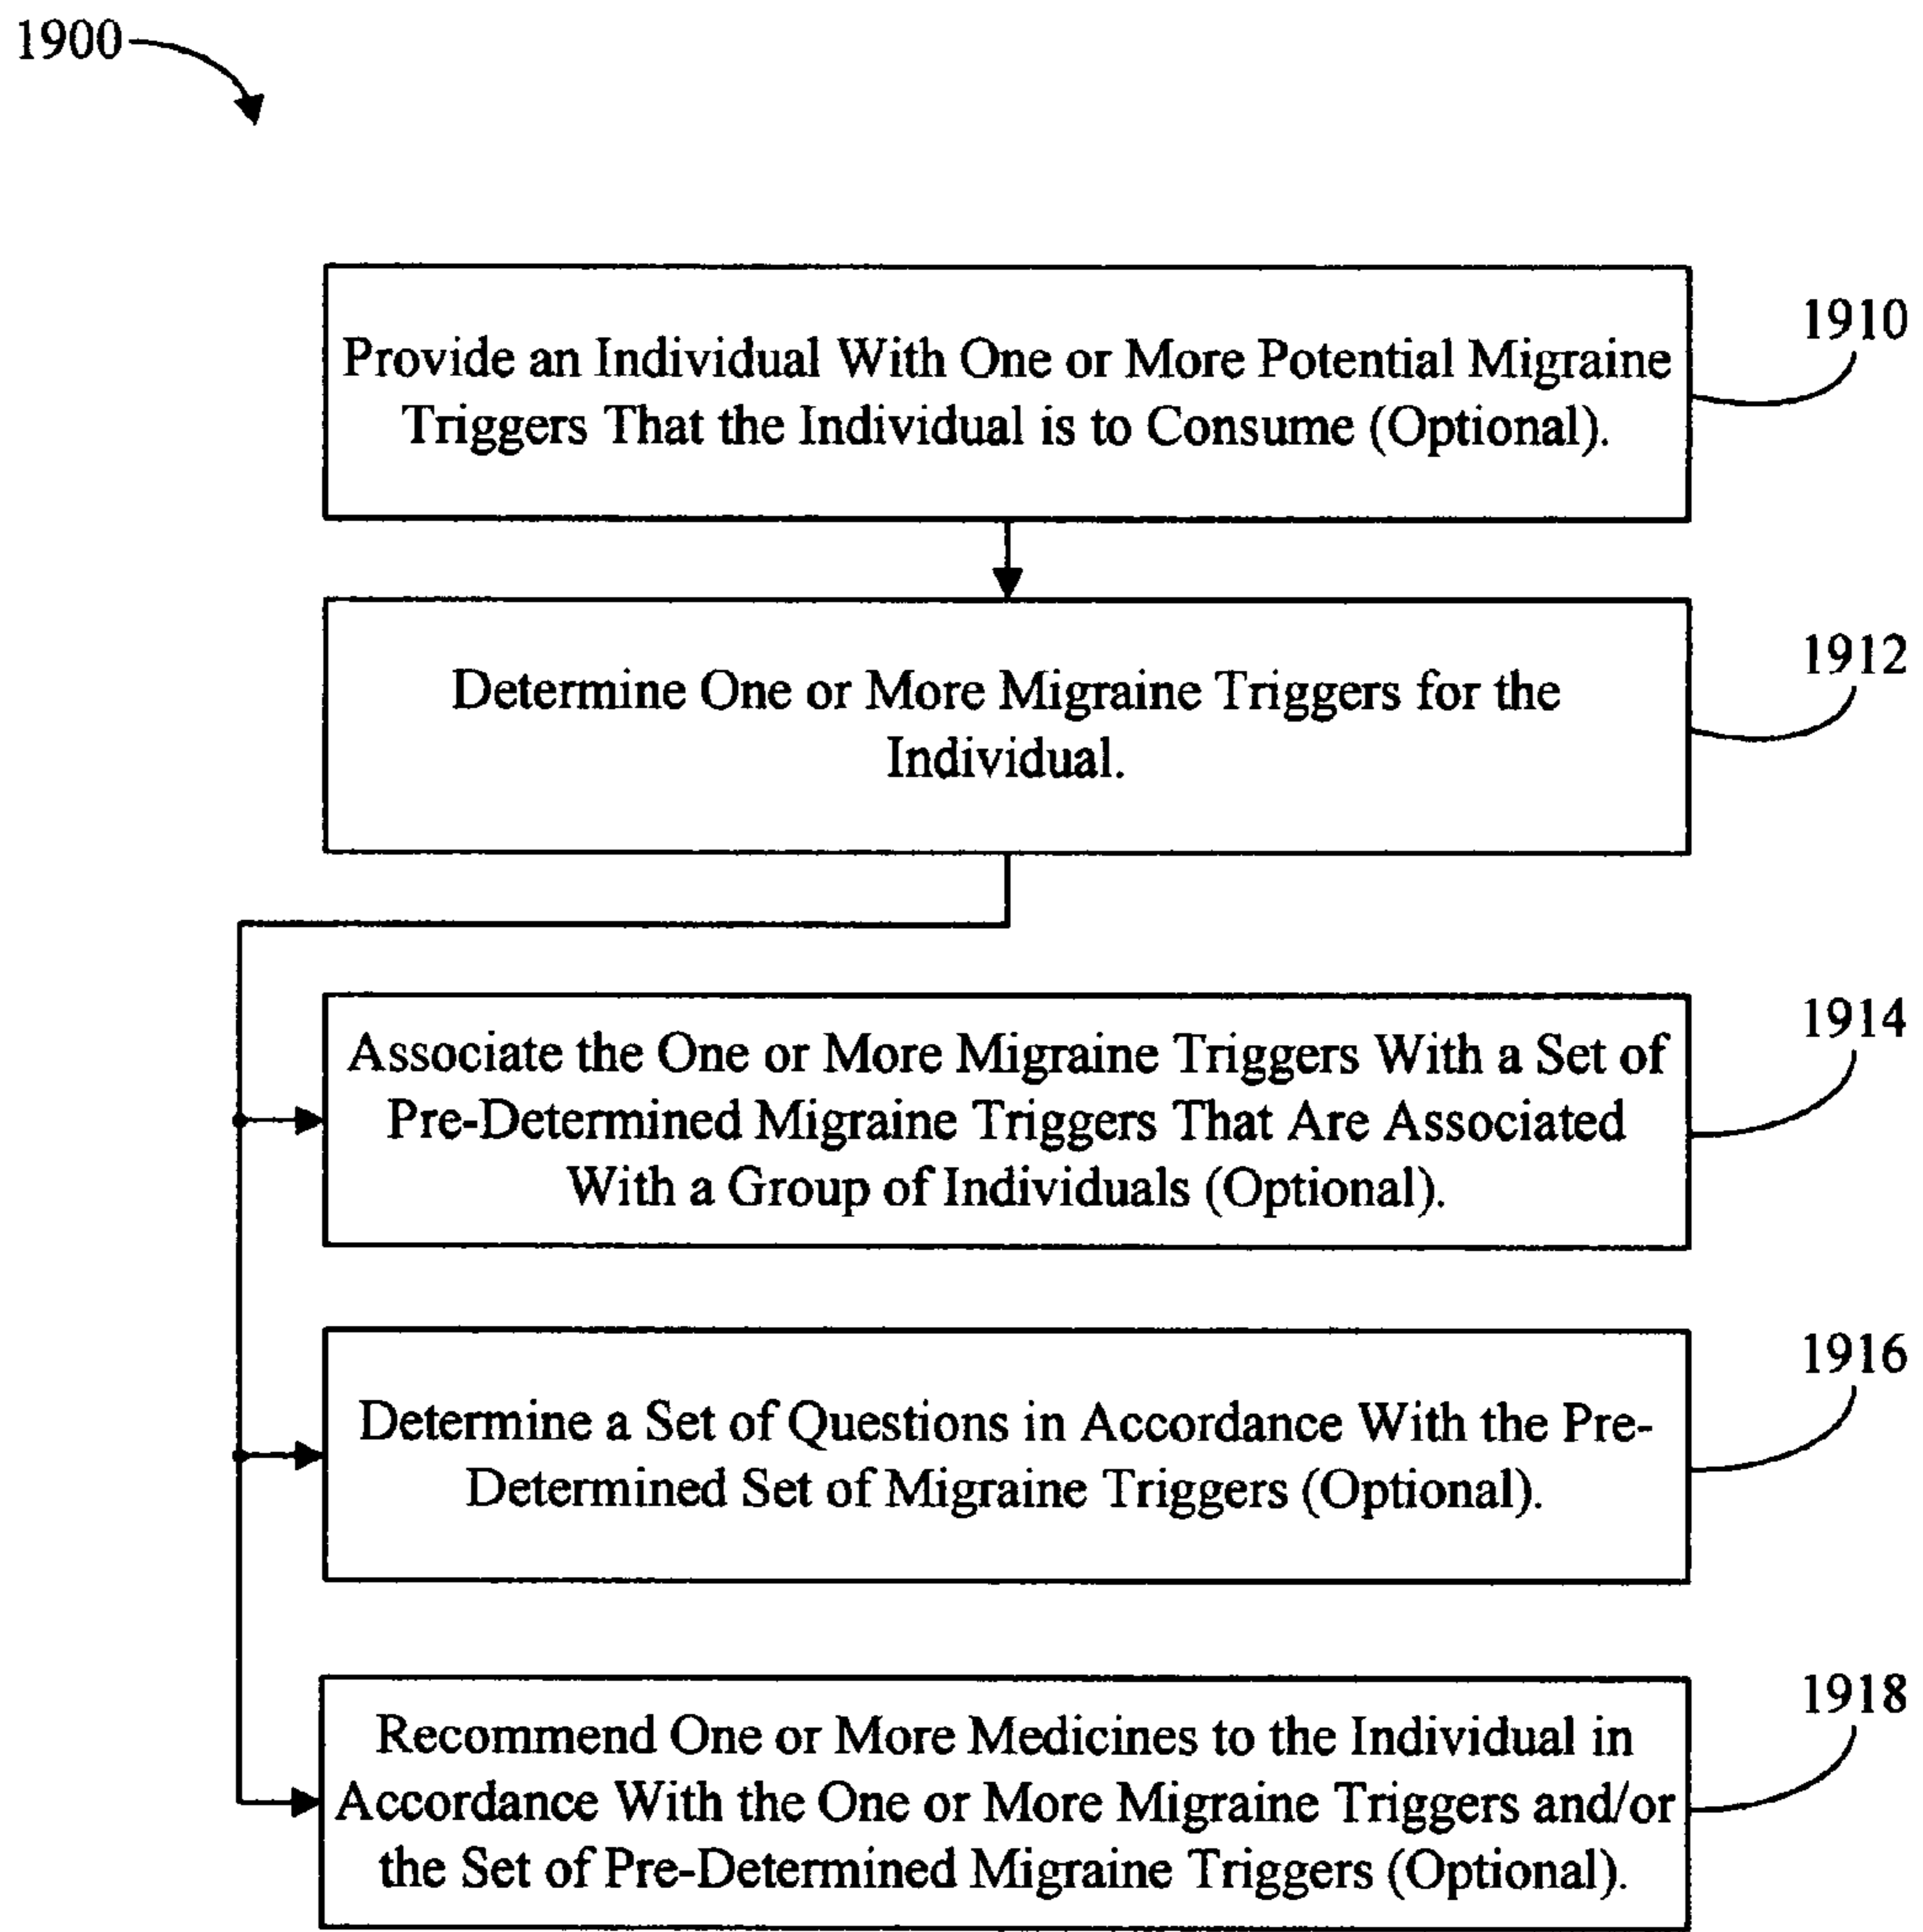 1900
Provide an Individual With One or More Potential Migraine
Triggers That the Individual is to Consume (Optional).
1910
Determine One or More Migraine Triggers for the
Individual.
1912
Associate the One or More Migraine Triggers With a Set of
Pre-Determined Migraine Triggers That Are Associated
With a Group of Individuals (Optional).
1914
Determine a Set of Questions in Accordance With the Pre-
Determined Set of Migraine Triggers (Optional).
1916
Recommend One or More Medicines to the Individual in
Accordance With the One or More Migraine Triggers and/or
the Set of Pre-Determined Migraine Triggers (Optional).
1918